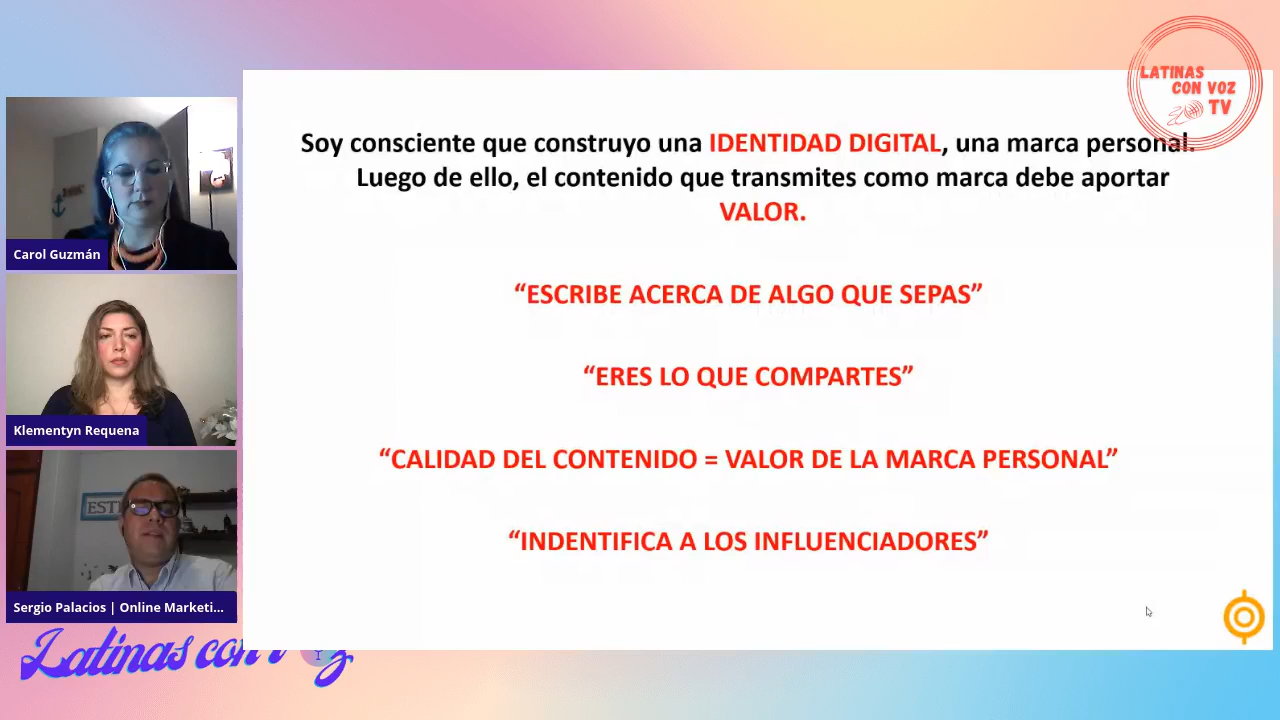 LATINAS
CON VOZ
TV
Soy consciente que construyo una IDENTIDAD DIGITAL, una marca personal.
Luego de ello, el contenido que transmites como marca debe aportar
VALOR.
“ESCRIBE ACERCA DE ALGO QUE SEPAS”
“ERES LO QUE COMPARTES”
“CALIDAD DEL CONTENIDO = VALOR DE LA MARCA PERSONAL”
“INDENTIFICA A LOS INFLUENCIADORES”
Carol Guzmán
Klementyn Requena
Sergio Palacios | Online Marketi...
Latinas con